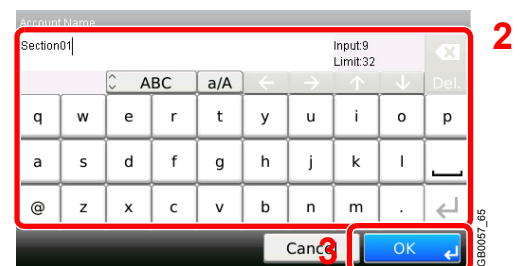 Account Name
Section01
Input:9
Limit:32
2
ABC a/A ← → ↑ ↓ Del.
q w e r t y u i o p
a s d f g h j k l
@ z x c v b n m .
Cancel OK
3
GB0057_65